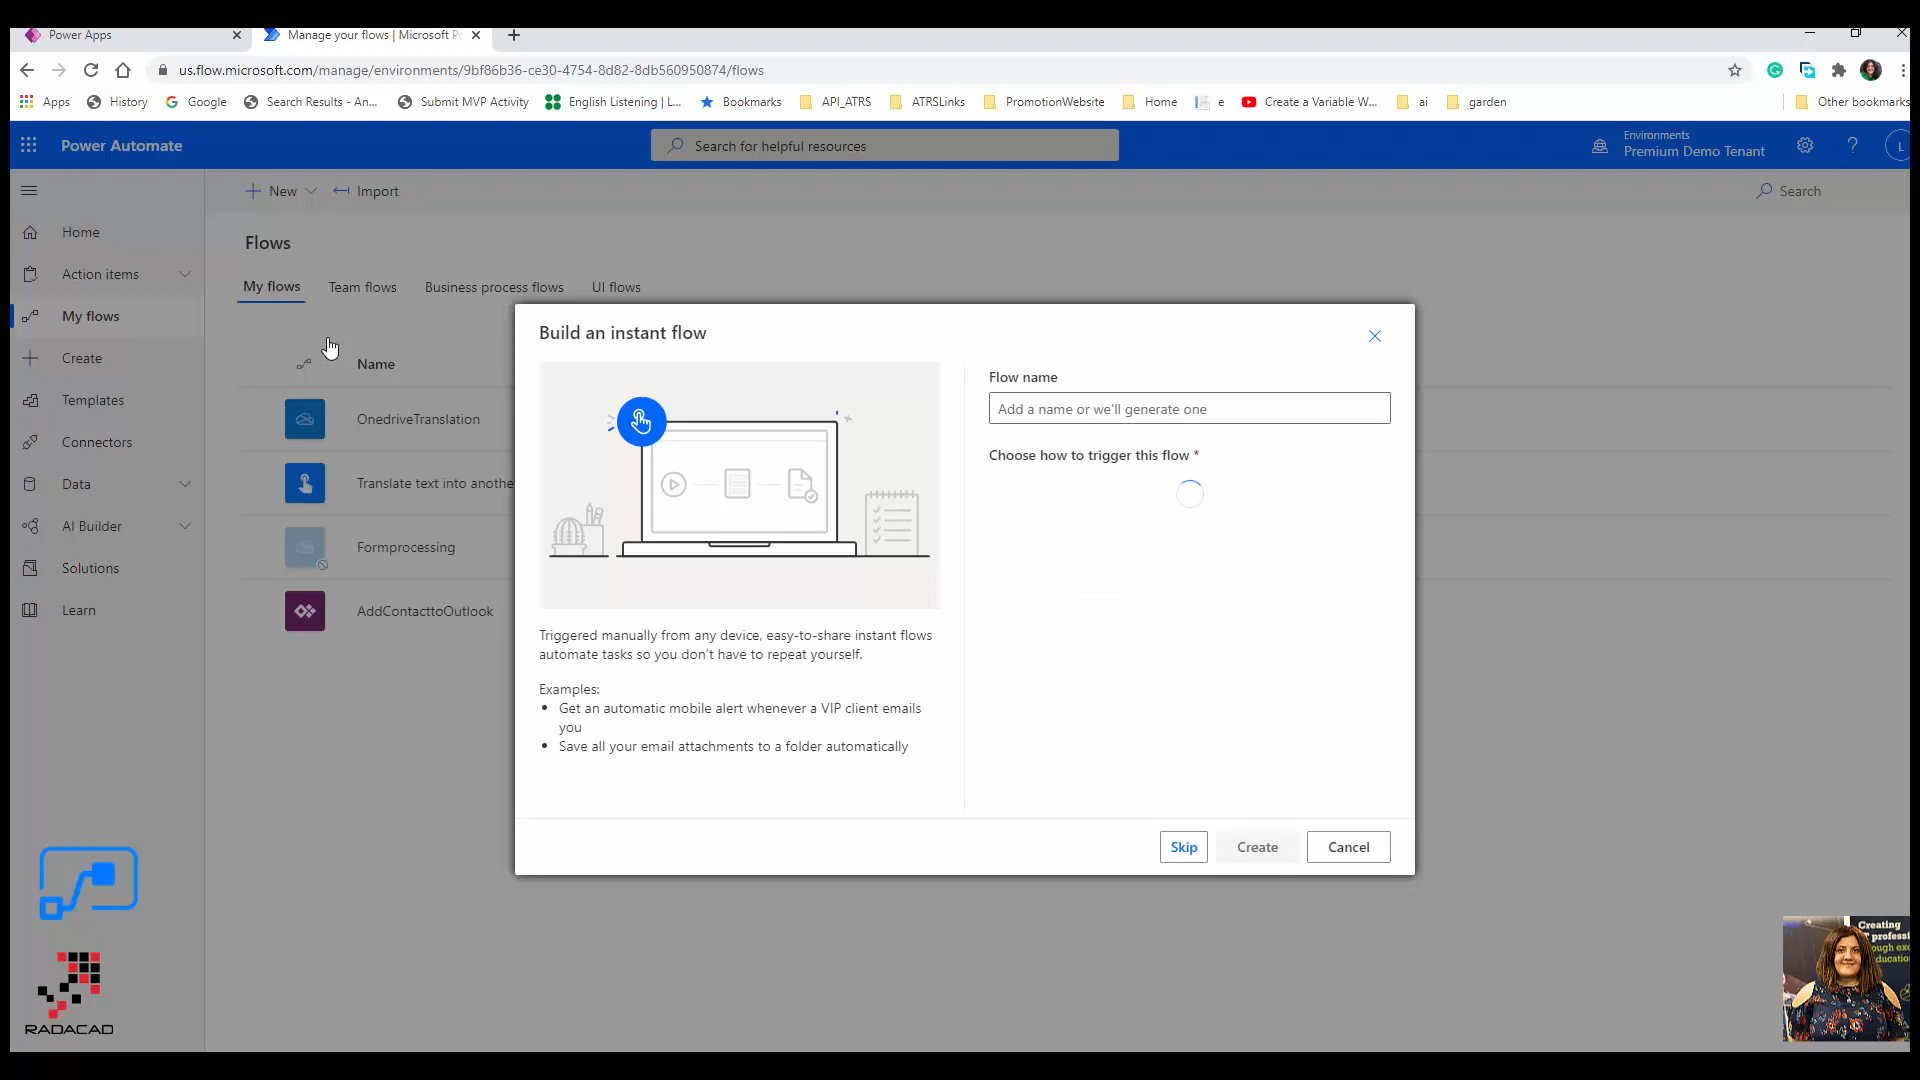 Power Apps
Manage your flows | Microsoft P
us.flow.microsoft.com/manage/environments/9bf86b36-ce30-4754-8d82-8db560950874/flows
Apps
History
Google
Search Results - An...
Submit MVP Activity
English Listening | L...
Bookmarks
API_ATRS
ATRSLinks
PromotionWebsite
Home
e
Create a Variable W...
ai
garden
Other bookmarks
Power Automate
Search for helpful resources
Environments
Premium Demo Tenant
L
New
Import
Search
Home
Action items
My flows
Create
Templates
Connectors
Data
AI Builder
Solutions
Learn
Flows
My flows
Team flows
Business process flows
UI flows
Name
OnedriveTranslation
Translate text into anothe
Formprocessing
AddContacttoOutlook
Build an instant flow
Triggered manually from any device, easy-to-share instant flows
automate tasks so you don't have to repeat yourself.
Examples:
• Get an automatic mobile alert whenever a VIP client emails
you
• Save all your email attachments to a folder automatically
Flow name
Add a name or we'll generate one
Choose how to trigger this flow *
Skip
Create
Cancel
RADACAD
Creating
T professi
ough exc
educatio